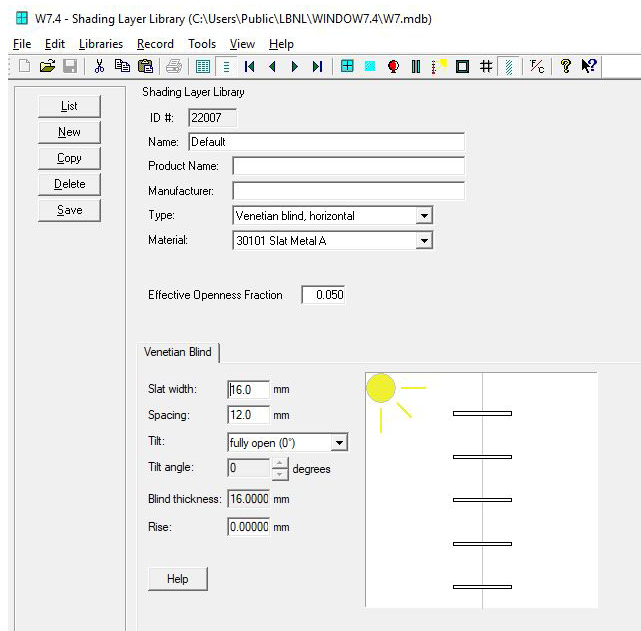 W7.4 - Shading Layer Library (C:\Users\Public\LBNL\WINDOW7.4\W7.mdb)
File Edit Libraries Record Tools View Help
List
New
Copy
Delete
Save
Shading Layer Library
ID #: 22007
Name: Default
Product Name:
Manufacturer:
Type: Venetian blind, horizontal
Material: 30101 Slat Metal A
Effective Openness Fraction 0.050
Venetian Blind
Slat width: 16.0 mm
Spacing: 12.0 mm
Tilt: fully open (0°)
Tilt angle: 0 degrees
Blind thickness: 16.0000 mm
Rise: 0.00000 mm
Help